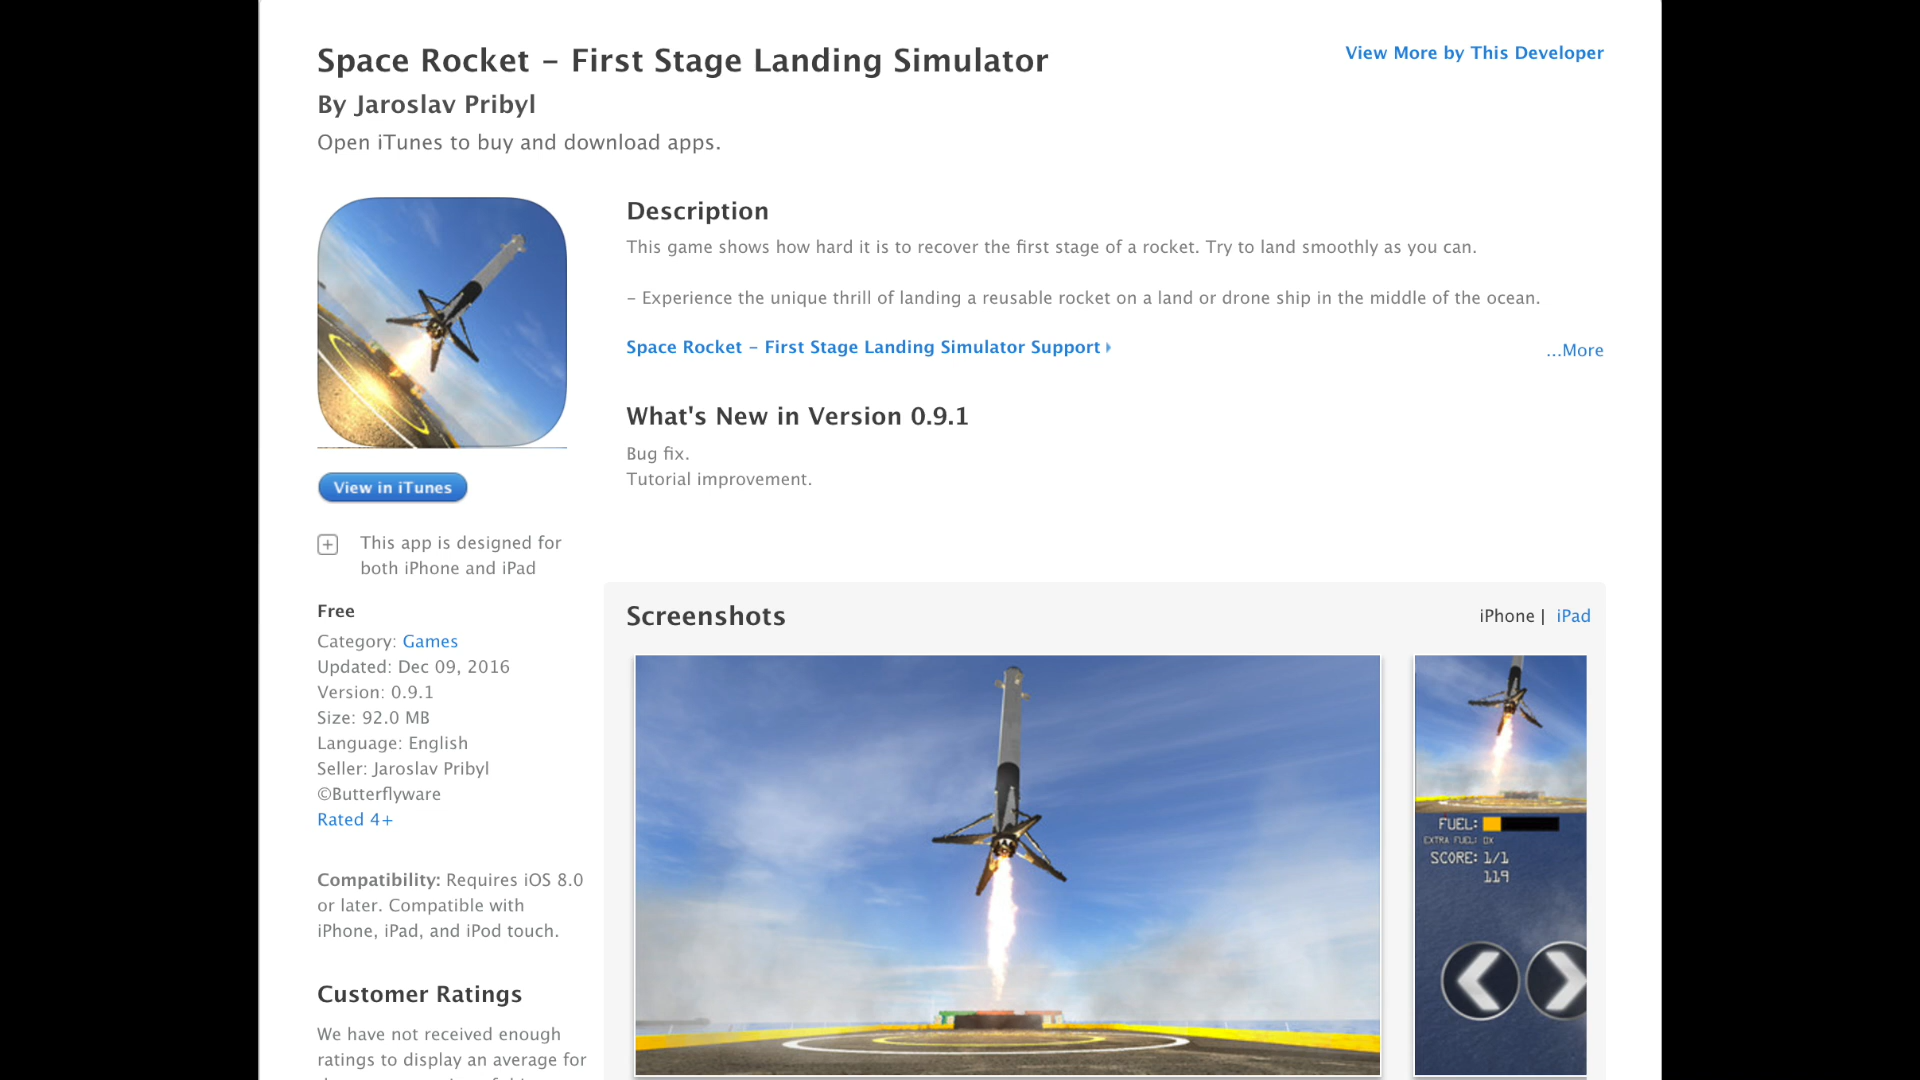 Space Rocket – First Stage Landing Simulator
View More by This Developer
By Jaroslav Pribyl
Open iTunes to buy and download apps.
Description
This game shows how hard it is to recover the first stage of a rocket. Try to land smoothly as you can.
– Experience the unique thrill of landing a reusable rocket on a land or drone ship in the middle of the ocean.
Space Rocket – First Stage Landing Simulator Support
...More
What's New in Version 0.9.1
Bug fix.
Tutorial improvement.
View in iTunes
This app is designed for
both iPhone and iPad
Free
Category: Games
Updated: Dec 09, 2016
Version: 0.9.1
Size: 92.0 MB
Language: English
Seller: Jaroslav Pribyl
©Butterflyware
Rated 4+
Compatibility: Requires iOS 8.0
or later. Compatible with
iPhone, iPad, and iPod touch.
Customer Ratings
We have not received enough
ratings to display an average for
Screenshots
iPhone | iPad
FUEL:
EXTRA FUEL: 0X
SCORE: 1/1
119